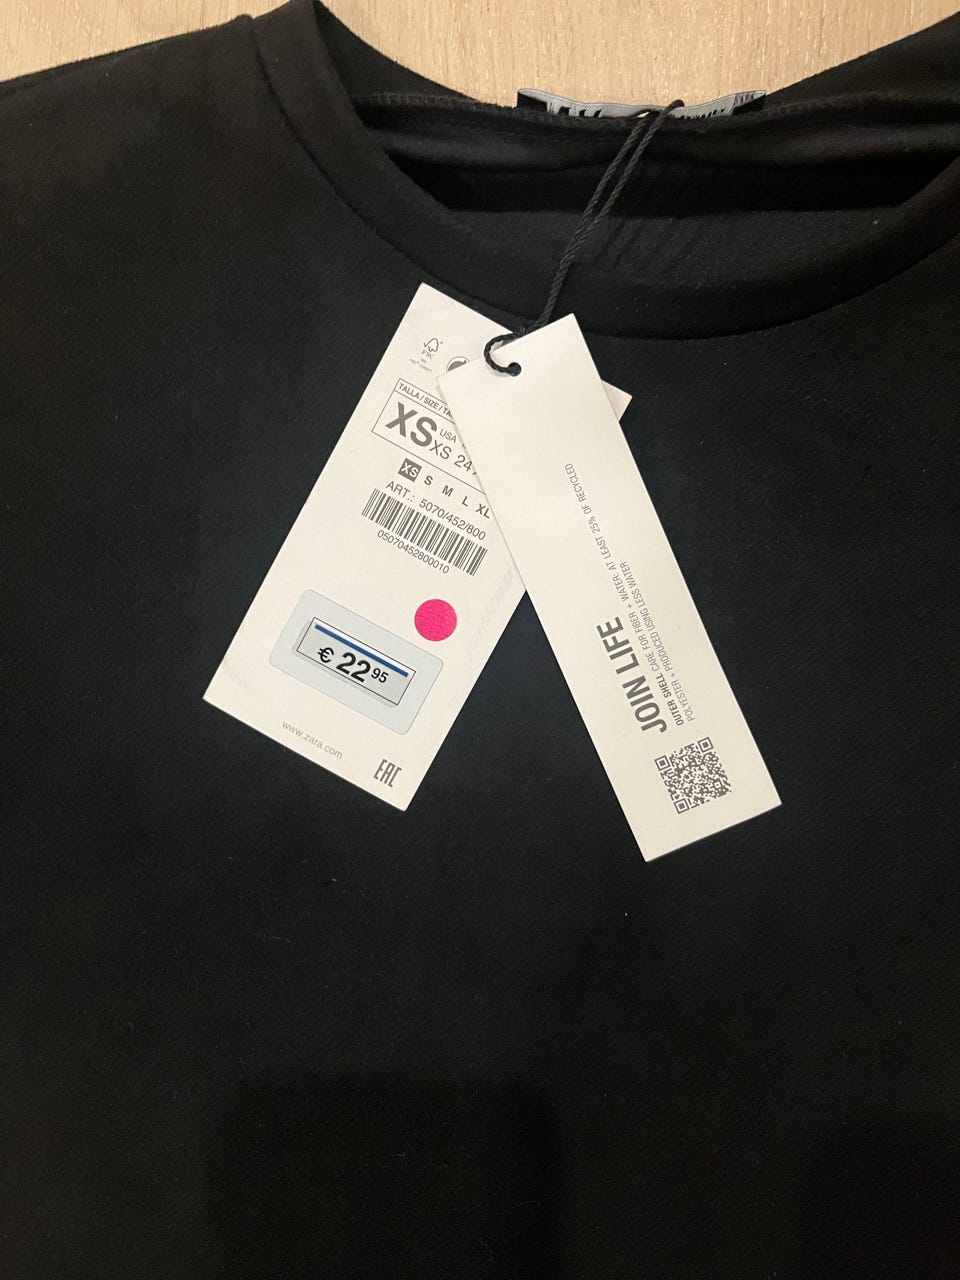 FSC
TALLA / SIZE / TA
XS
USA
XS 24
XS S M L XL
ART.: 5070/452/800
05070452800010
€ 22 95
www.zara.com
EAC
JOIN LIFE
OUTER SHELL CARE FOR FIBER + WATER: AT LEAST 25% OF RECYCLED
POLYESTER + PRODUCED USING LESS WATER